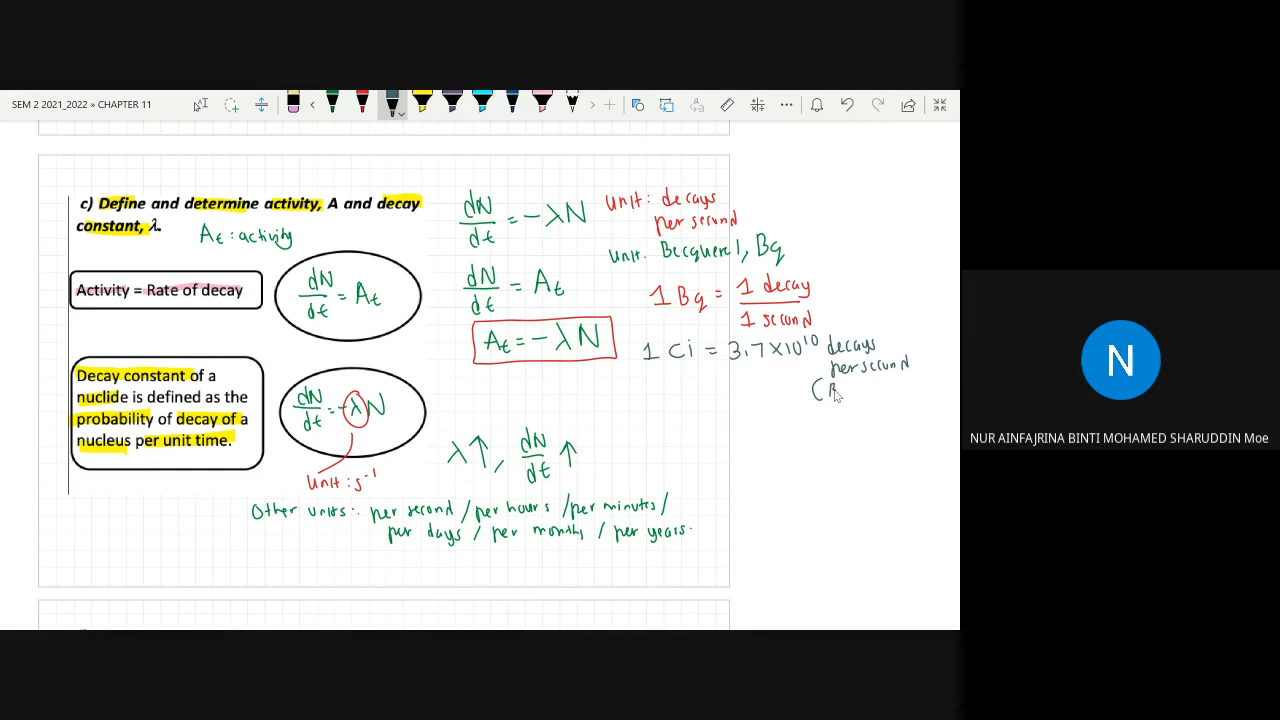 SEM 2 2021_2022 » CHAPTER 11
c) Define and determine activity, A and decay
constant, λ.
At : activity
Activity = Rate of decay
dN/dt = At
Decay constant of a
nuclide is defined as the
probability of decay of a
nucleus per unit time.
dN/dt = -λN
Unit : s⁻¹
dN/dt = -λN
dN/dt = At
At = -λN
λ↑, dN/dt ↑
Unit: decays
per second
Unit. Becquerel, Bq
1 Bq = 1 decay
1 second
1 Ci = 3.7×10¹⁰ decays
per second
(
Other units: per second / per hours / per minutes /
per days / per months / per years.
N
NUR AINFAJRINA BINTI MOHAMED SHARUDDIN Moe